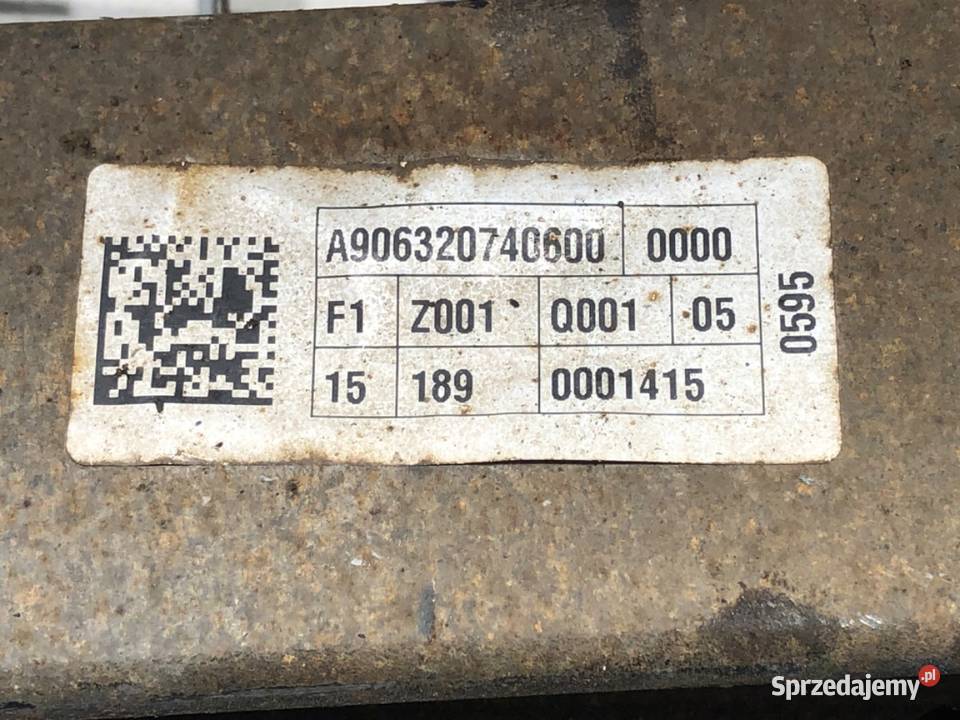 A906320740600 0000
F1 Z001 Q001 05
15 189 0001415
0595
Sprzedajemy.pl